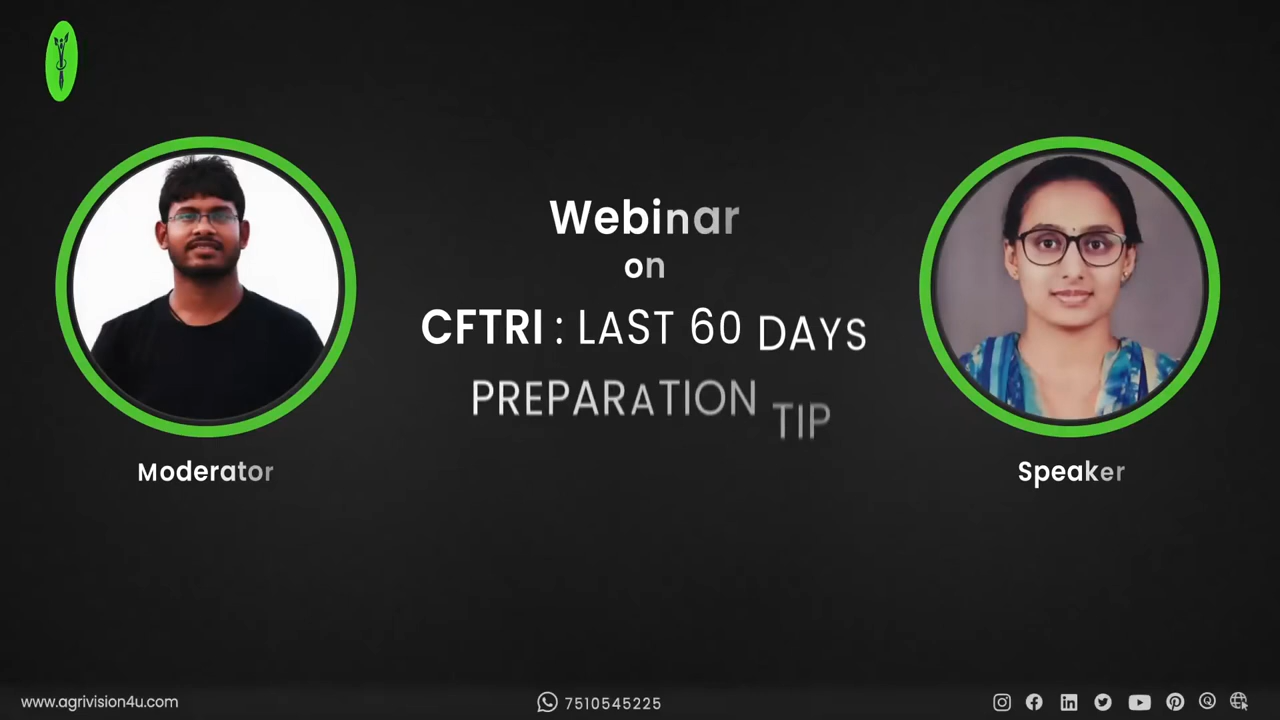 Webinar
on
CFTRI : LAST 60 DAYS
PREPARATION TIP
Moderator
Speaker
www.agrivision4u.com
7510545225